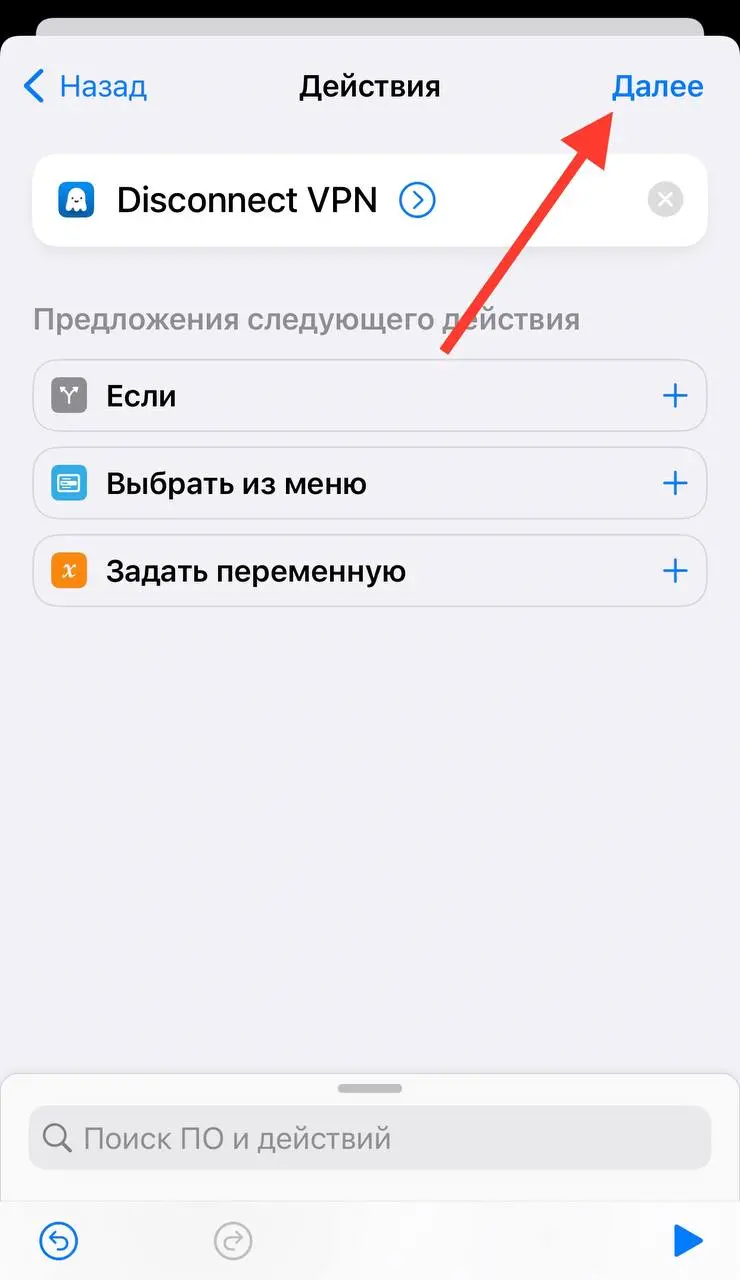 Назад
Действия
Далее
Disconnect VPN
Предложения следующего действия
Если
Выбрать из меню
Задать переменную
Поиск ПО и действий